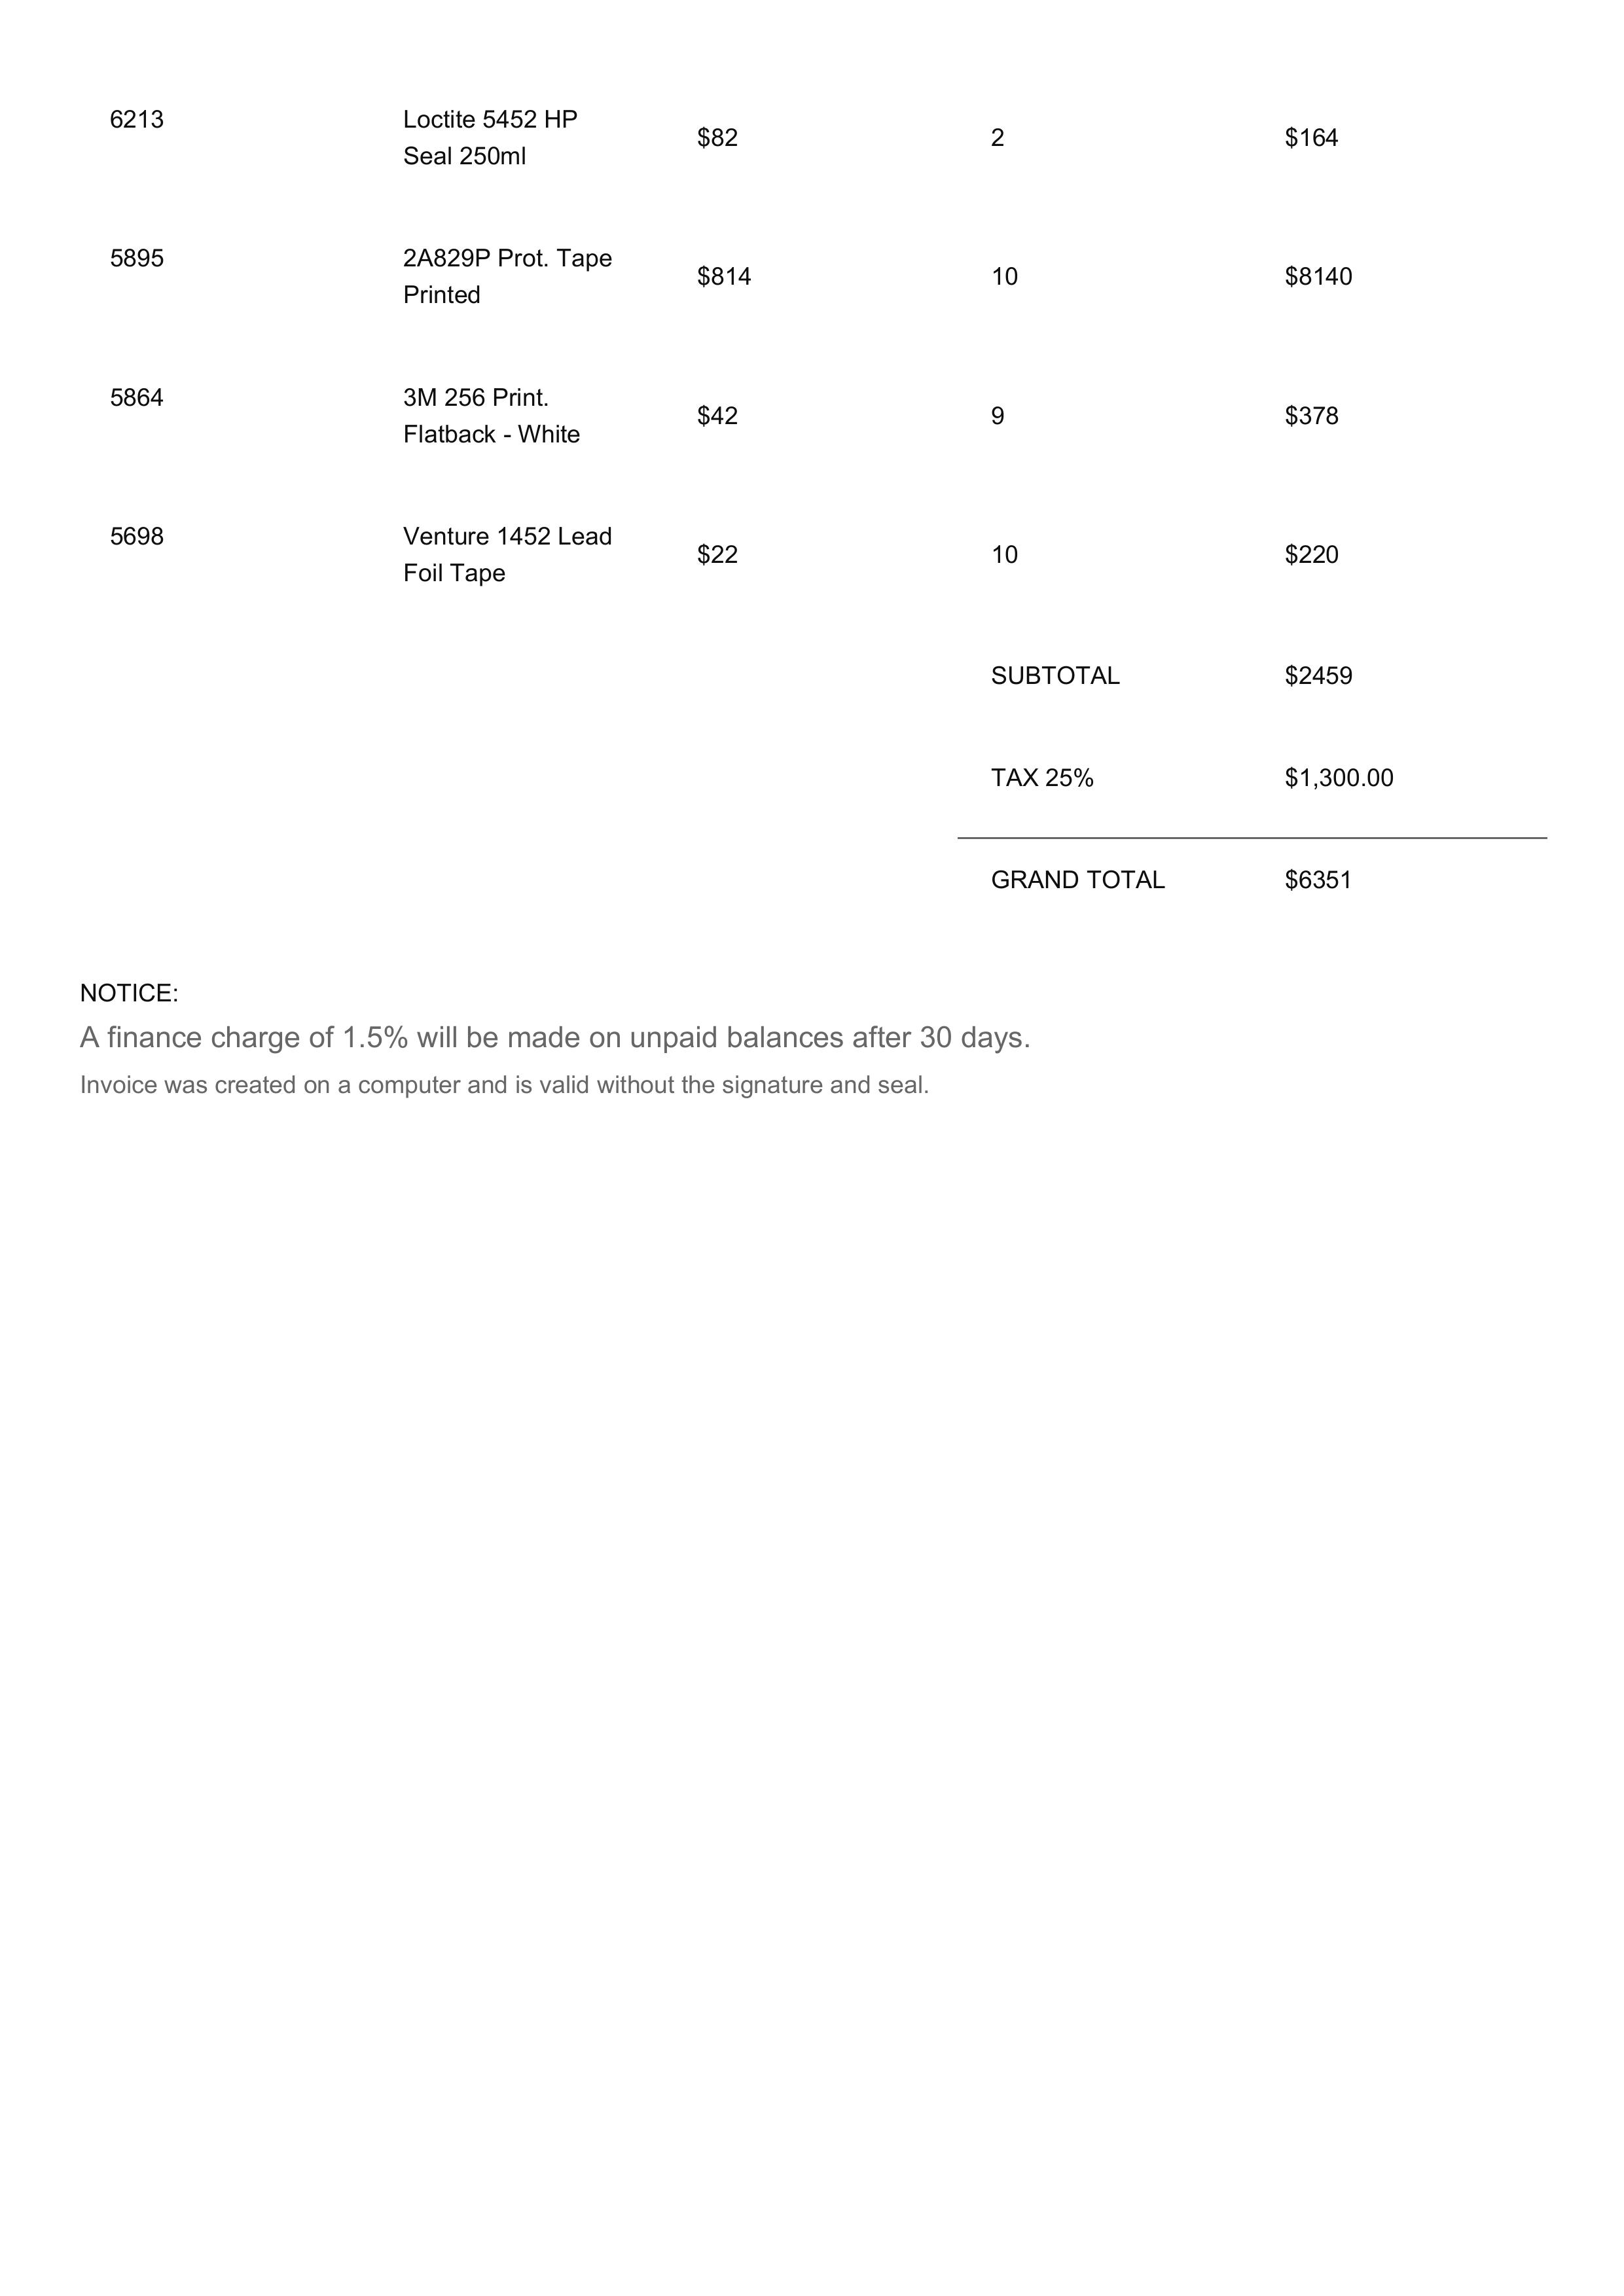 6213 Loctite 5452 HP $82 2 $164
Seal 250ml
5895 2A829P Prot. Tape $814 10 $8140
Printed
5864 3M 256 Print. $42 9 $378
Flatback - White
5698 Venture 1452 Lead $22 10 $220
Foil Tape
SUBTOTAL $2459
TAX 25% $1,300.00
GRAND TOTAL $6351
NOTICE:
A finance charge of 1.5% will be made on unpaid balances after 30 days.
Invoice was created on a computer and is valid without the signature and seal.